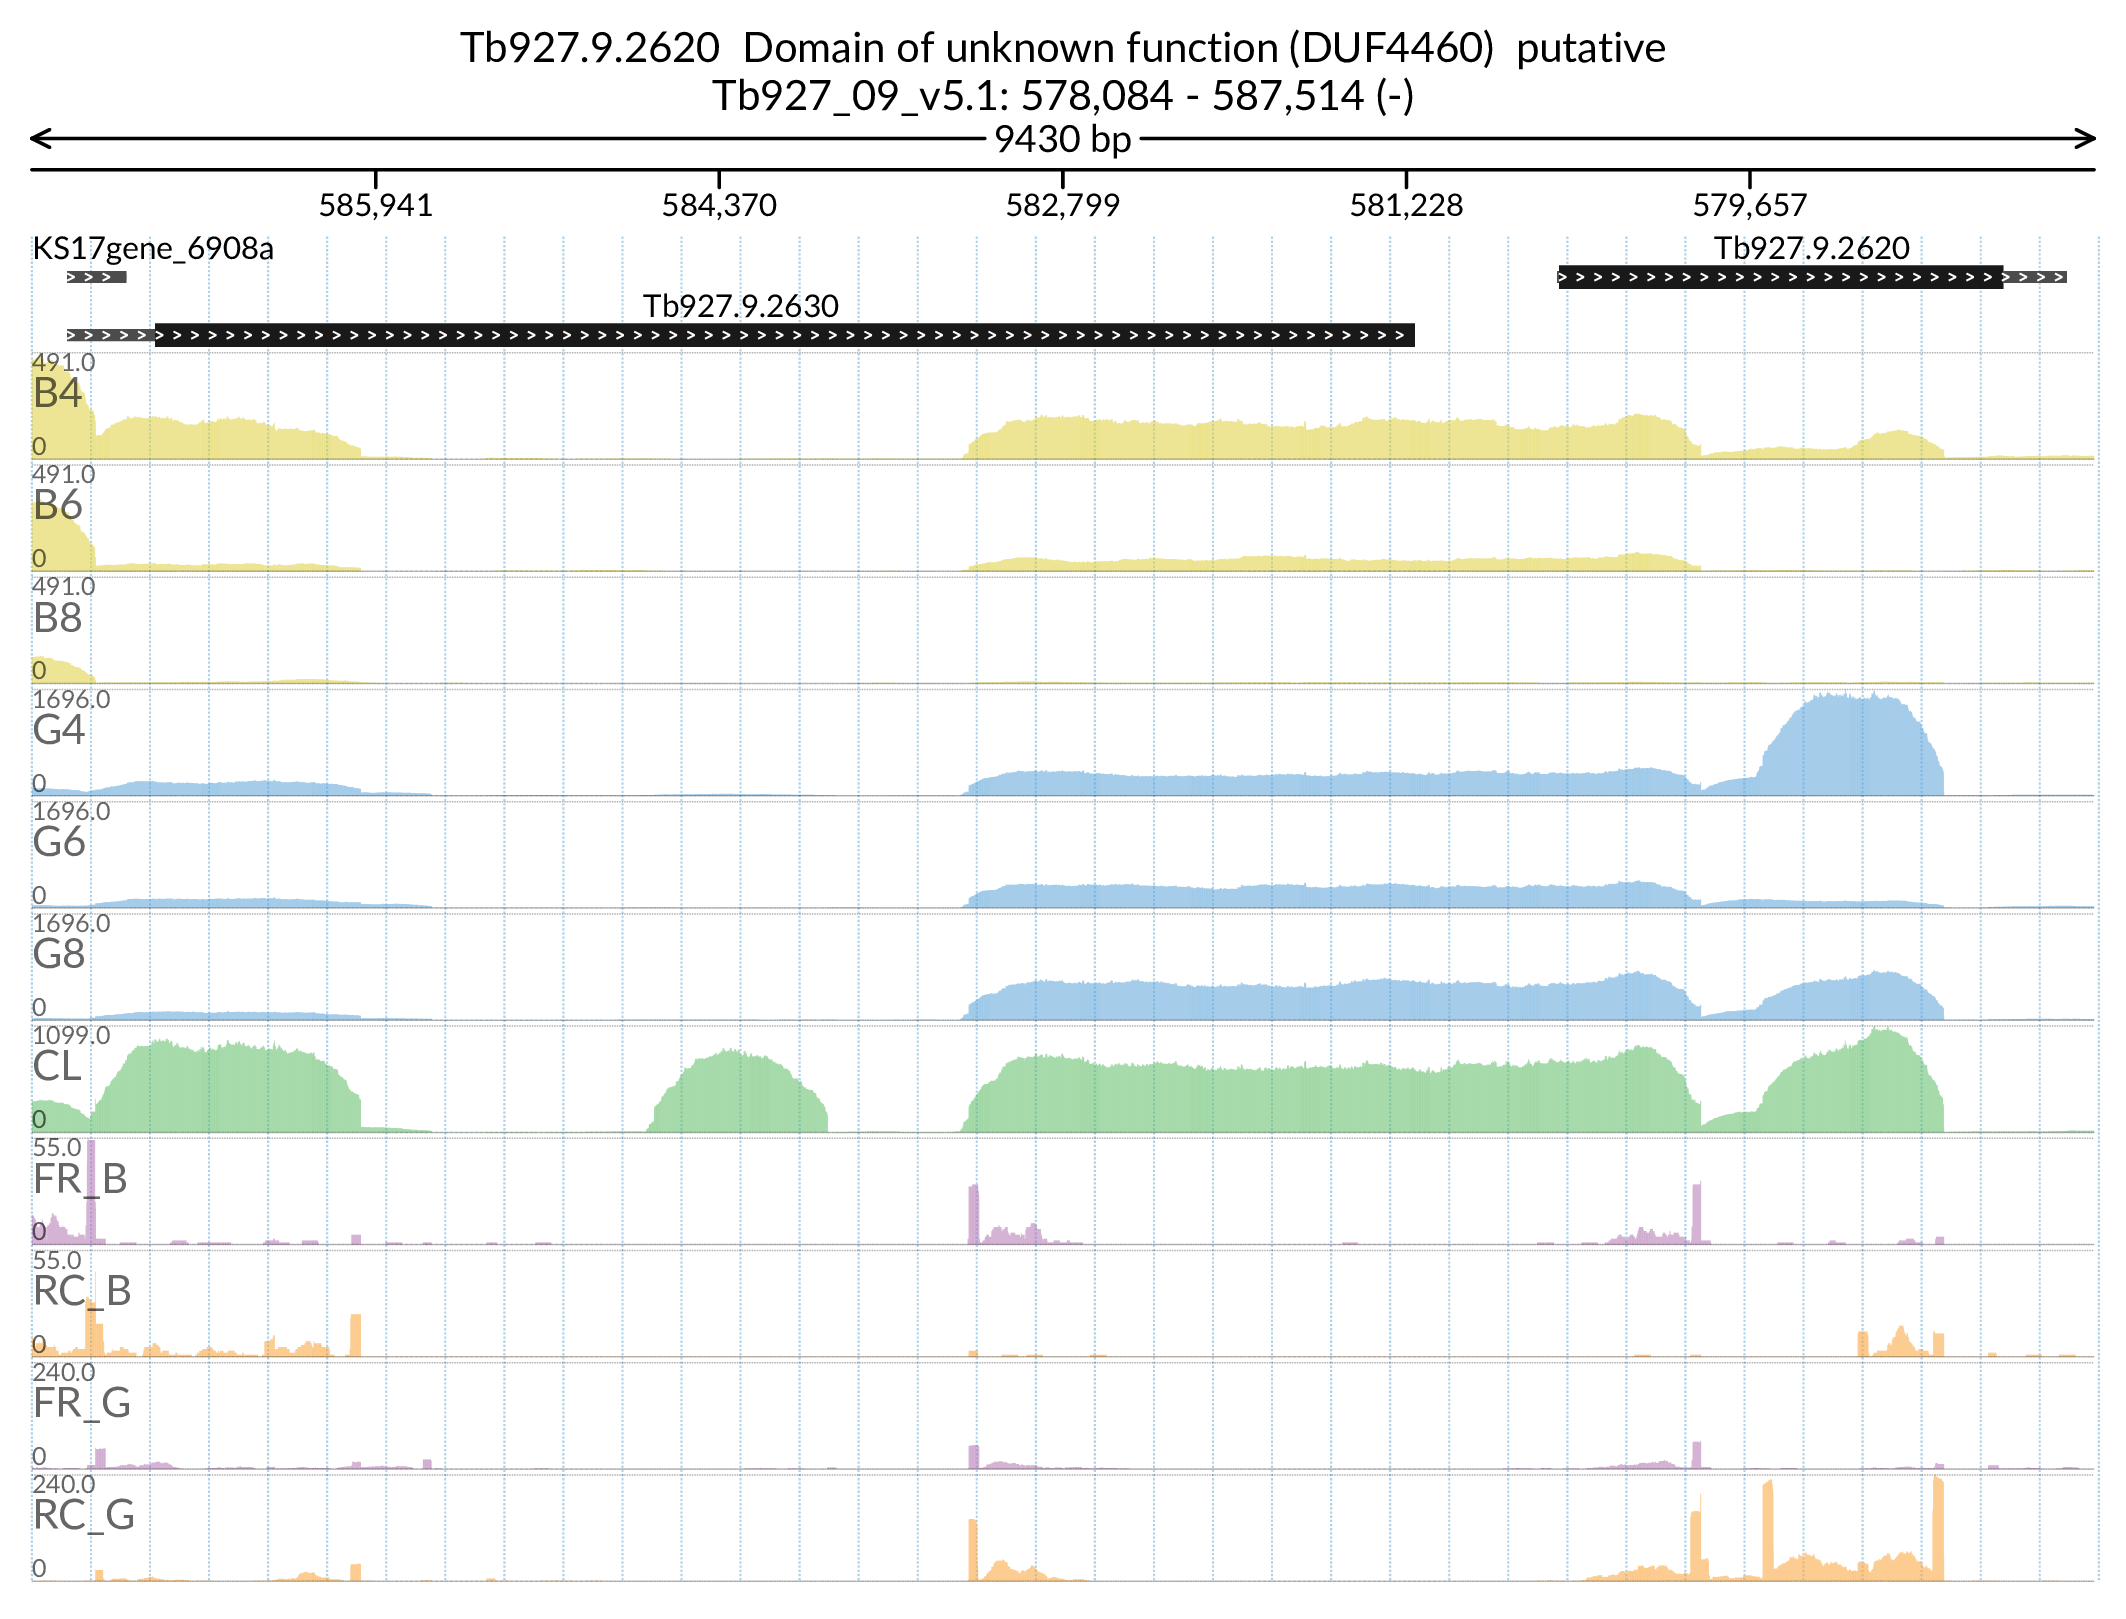 Tb927.9.2620  Domain of unknown function (DUF4460)  putative
Tb927_09_v5.1: 578,084 - 587,514 (-)
9430 bp
585,941 584,370 582,799 581,228 579,657
KS17gene_6908a Tb927.9.2620
Tb927.9.2630
491.0
B4
0
491.0
B6
0
491.0
B8
0
1696.0
G4
0
1696.0
G6
0
1696.0
G8
0
1099.0
CL
0
55.0
FR_B
0
55.0
RC_B
0
240.0
FR_G
0
240.0
RC_G
0